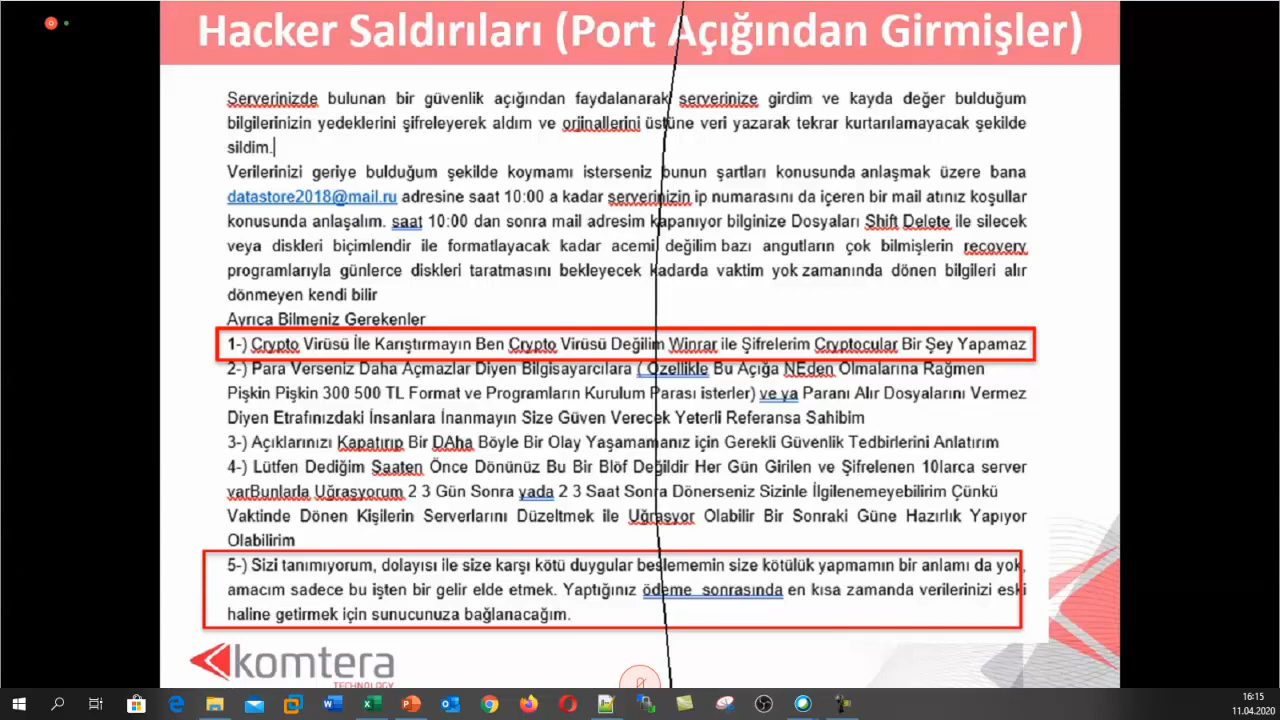 Hacker Saldırıları (Port Açığından Girmişler)
Serverinizde bulunan bir güvenlik açığından faydalanarak serverinize girdim ve kayda değer bulduğum
bilgilerinizin yedeklerini şifreleyerek aldım ve orjinallerini üstüne veri yazarak tekrar kurtarılamayacak şekilde
sildim.
Verilerinizi geriye bulduğum şekilde koymamı isterseniz bunun şartları konusunda anlaşmak üzere bana
datastore2018@mail.ru adresine saat 10:00 a kadar serverinizin ip numarasını da içeren bir mail atınız koşullar
konusunda anlaşalım. saat 10:00 dan sonra mail adresim kapanıyor bilginize Dosyaları Shift Delete ile silecek
veya diskleri biçimlendir ile formatlayacak kadar acemi değilim bazı angutların çok bilmişlerin recovery
programlarıyla günlerce diskleri taratmasını bekleyecek kadarda vaktim yok zamanında dönen bilgileri alır
dönmeyen kendi bilir
Ayrıca Bilmeniz Gerekenler
1-) Crypto Virüsü İle Karıştırmayın Ben Crypto Virüsü Değilim Winrar ile Şifrelerim Cryptocular Bir Şey Yapamaz
2-) Para Verseniz Daha Açmazlar Diyen Bilgisayarcılara ( Özellikle Bu Açığa NEden Olmalarına Rağmen
Pişkin Pişkin 300 500 TL Format ve Programların Kurulum Parası isterler) ve ya Paranı Alır Dosyalarını Vermez
Diyen Etrafınızdaki İnsanlara İnanmayın Size Güven Verecek Yeterli Referansa Sahibim
3-) Açıklarınızı Kapatırıp Bir DAha Böyle Bir Olay Yaşamamanız için Gerekli Güvenlik Tedbirlerini Anlatırım
4-) Lütfen Dediğim Saaten Önce Dönünüz Bu Bir Blöf Değildir Her Gün Girilen ve Şifrelenen 10larca server
varBunlarla Uğraşyorum 2 3 Gün Sonra yada 2 3 Saat Sonra Dönerseniz Sizinle İlgilenemeyebilirim Çünkü
Vaktinde Dönen Kişilerin Serverlarını Düzeltmek ile Uğraşyor Olabilir Bir Sonraki Güne Hazırlık Yapıyor
Olabilirim
5-) Sizi tanımıyorum, dolayısı ile size karşı kötü duygular beslememin size kötülük yapmamın bir anlamı da yok,
amacım sadece bu işten bir gelir elde etmek. Yaptığınız ödeme sonrasında en kısa zamanda verilerinizi eski
haline getirmek için sunucunuza bağlanacağım.
komtera
TECHNOLOGY
16:15
11.04.2020